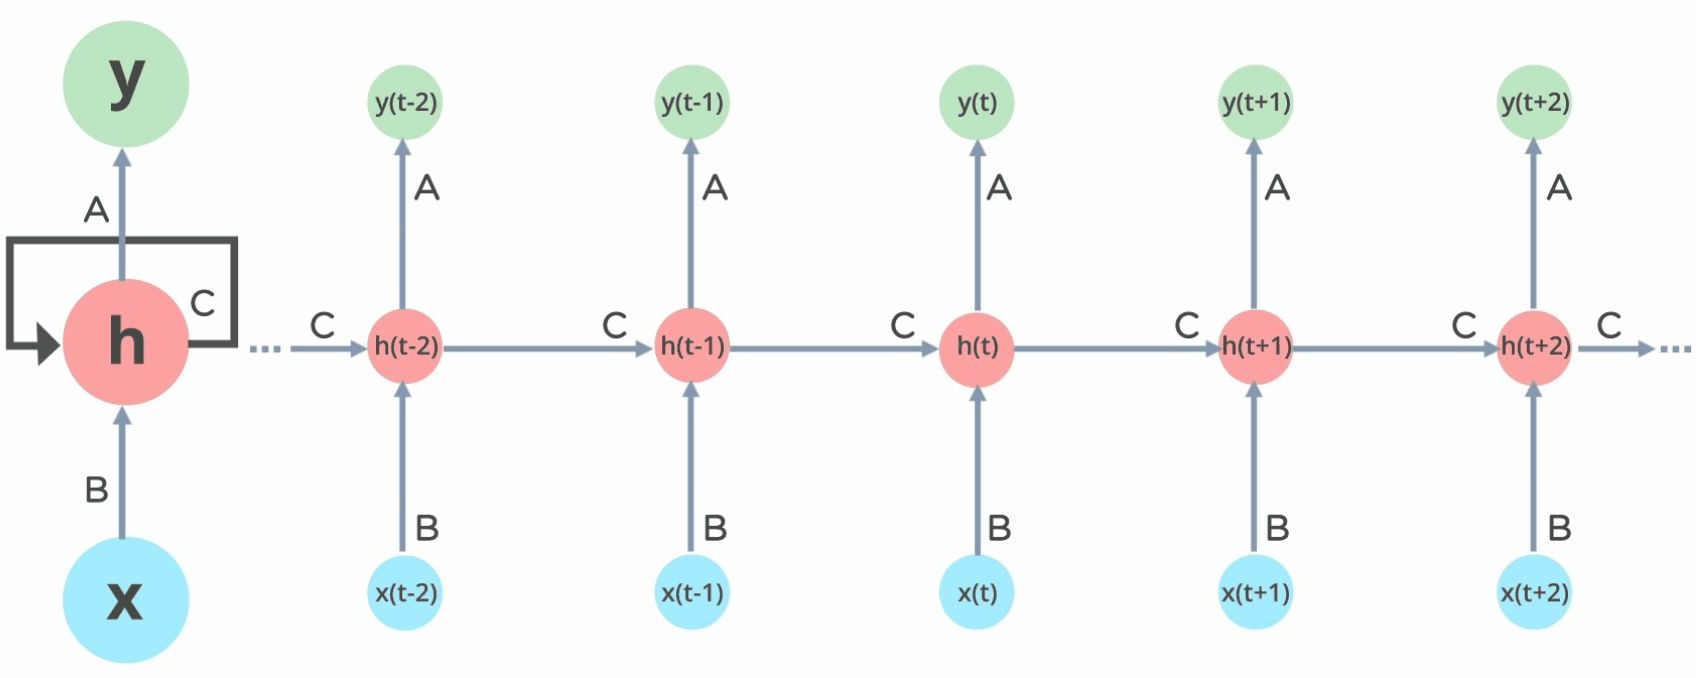 y
y(t-2) y(t-1) y(t) y(t+1) y(t+2)
A A A A A A
C
C C C C C C
h
h(t-2) h(t-1) h(t) h(t+1) h(t+2)
B B B B B B
x
x(t-2) x(t-1) x(t) x(t+1) x(t+2)